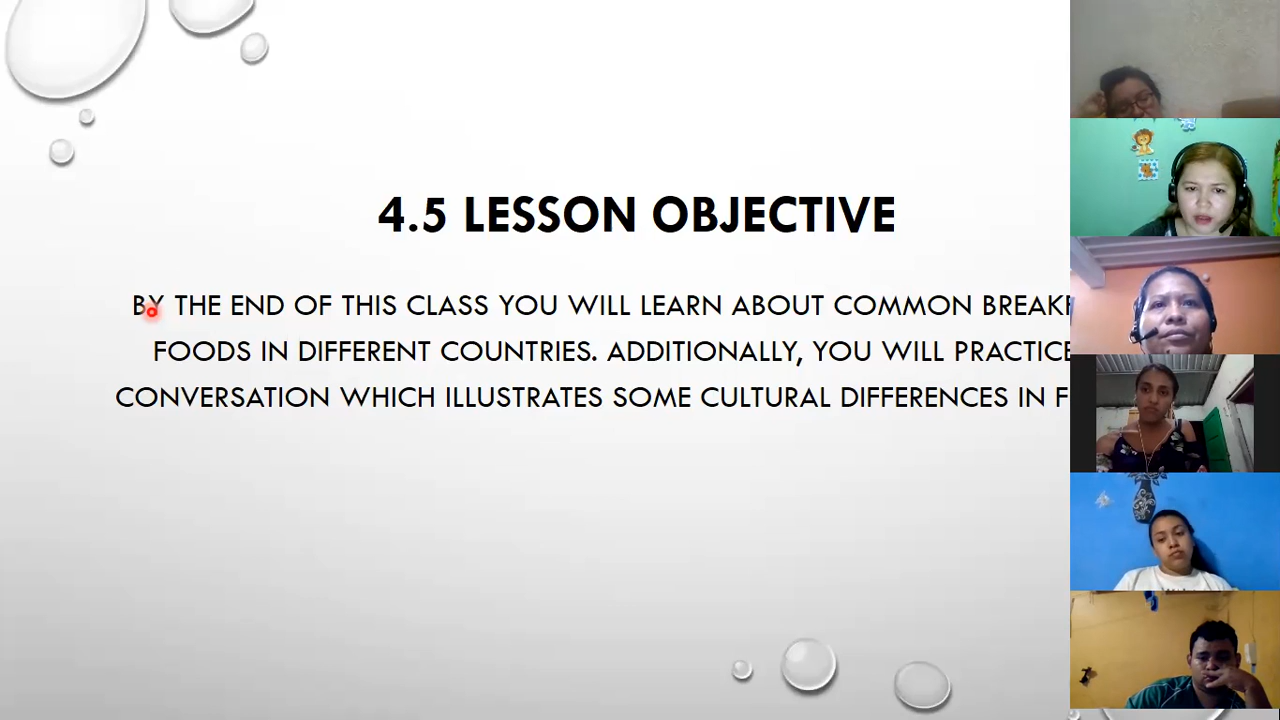 4.5 LESSON OBJECTIVE
BY THE END OF THIS CLASS YOU WILL LEARN ABOUT COMMON
FOODS IN DIFFERENT COUNTRIES. ADDITIONALLY, YOU WILL PRACTICE
CONVERSATION WHICH ILLUSTRATES SOME CULTURAL DIFFERENCES IN